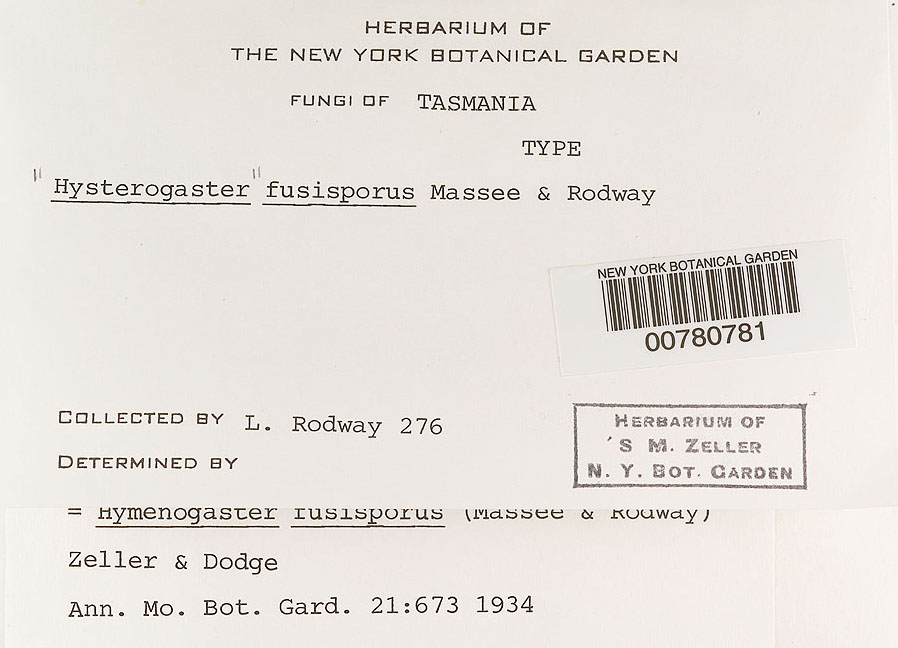 HERBARIUM OF
THE NEW YORK BOTANICAL GARDEN
FUNGI OF TASMANIA
TYPE
"Hysterogaster" fusisporus Massee & Rodway
NEW YORK BOTANICAL GARDEN
00780781
COLLECTED BY L. Rodway 276
DETERMINED BY
HERBARIUM OF
'S M. ZELLER
N. Y. BOT. GARDEN
= Hymenogaster fusisporus (Massee & Rodway)
Zeller & Dodge
Ann. Mo. Bot. Gard. 21:673 1934